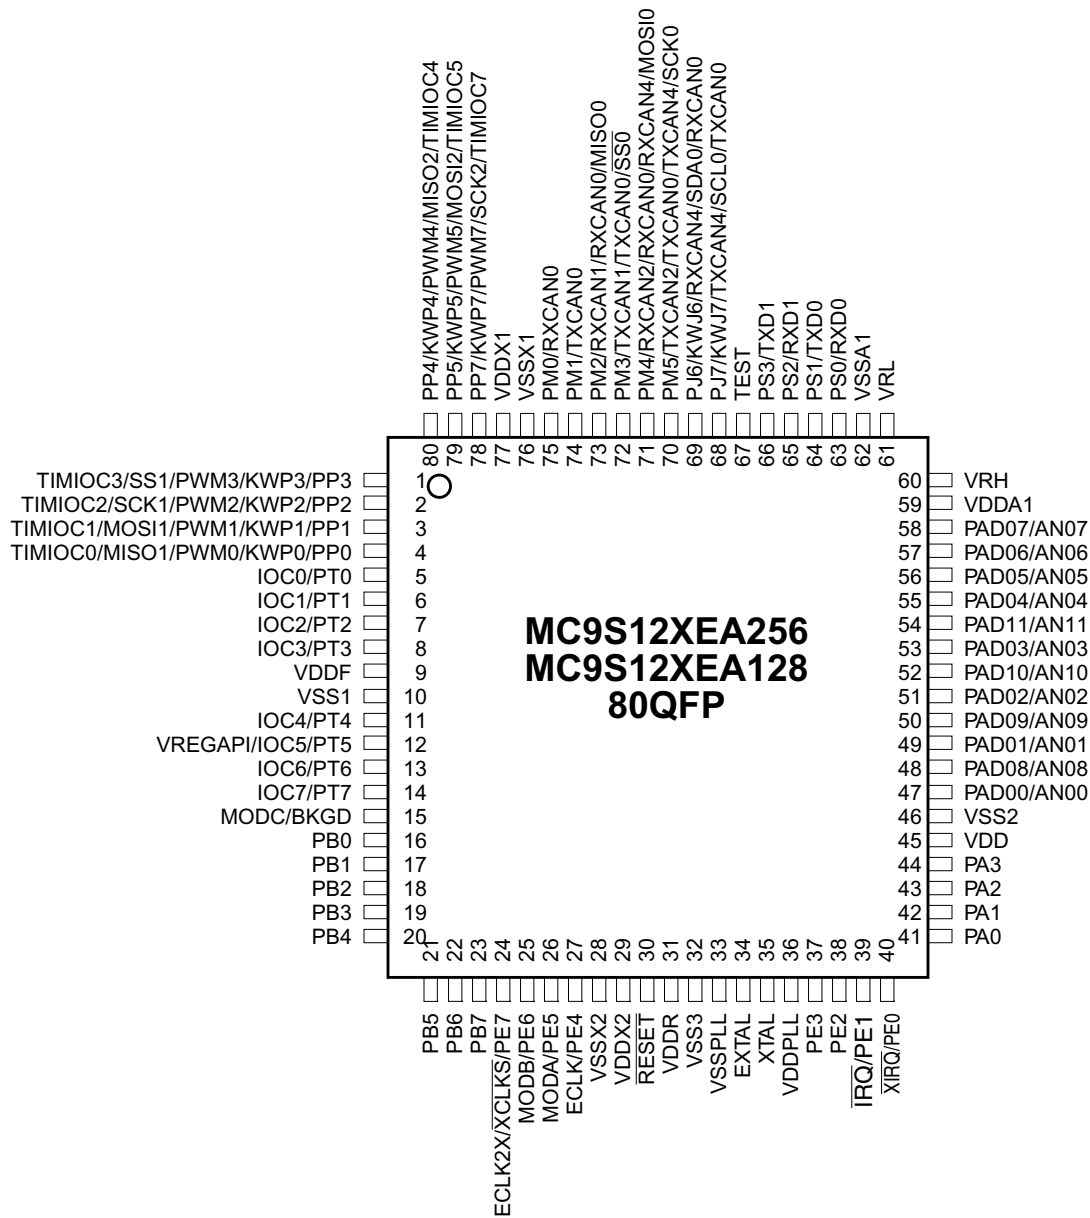 PP4/KWP4/PWM4/MISO2/TIMIOC4
PP5/KWP5/PWM5/MOSI2/TIMIOC5
PP7/KWP7/PWM7/SCK2/TIMIOC7
VDDX1
VSSX1
PM0/RXCAN0
PM1/TXCAN0
PM2/RXCAN1/RXCAN0/MISO0
PM3/TXCAN1/TXCAN0/SS0
PM4/RXCAN2/RXCAN0/RXCAN4/MOSI0
PM5/TXCAN2/TXCAN0/TXCAN4/SCK0
PJ6/KWJ6/RXCAN4/SDA0/RXCAN0
PJ7/KWJ7/TXCAN4/SCL0/TXCAN0
TEST
PS3/TXD1
PS2/RXD1
PS1/TXD0
PS0/RXD0
VSSA1
VRL
80
79
78
77
76
75
74
73
72
71
70
69
68
67
66
65
64
63
62
61
TIMIOC3/SS1/PWM3/KWP3/PP3 1
TIMIOC2/SCK1/PWM2/KWP2/PP2 2
TIMIOC1/MOSI1/PWM1/KWP1/PP1 3
TIMIOC0/MISO1/PWM0/KWP0/PP0 4
IOC0/PT0 5
IOC1/PT1 6
IOC2/PT2 7
IOC3/PT3 8
VDDF 9
VSS1 10
IOC4/PT4 11
VREGAPI/IOC5/PT5 12
IOC6/PT6 13
IOC7/PT7 14
MODC/BKGD 15
PB0 16
PB1 17
PB2 18
PB3 19
PB4 20
MC9S12XEA256
MC9S12XEA128
80QFP
60 VRH
59 VDDA1
58 PAD07/AN07
57 PAD06/AN06
56 PAD05/AN05
55 PAD04/AN04
54 PAD11/AN11
53 PAD03/AN03
52 PAD10/AN10
51 PAD02/AN02
50 PAD09/AN09
49 PAD01/AN01
48 PAD08/AN08
47 PAD00/AN00
46 VSS2
45 VDD
44 PA3
43 PA2
42 PA1
41 PA0
21
22
23
24
25
26
27
28
29
30
31
32
33
34
35
36
37
38
39
40
PB5
PB6
PB7
ECLK2X/XCLKS/PE7
MODB/PE6
MODA/PE5
ECLK/PE4
VSSX2
VDDX2
RESET
VDDR
VSS3
VSSPLL
EXTAL
XTAL
VDDPLL
PE3
PE2
IRQ/PE1
XIRQ/PE0